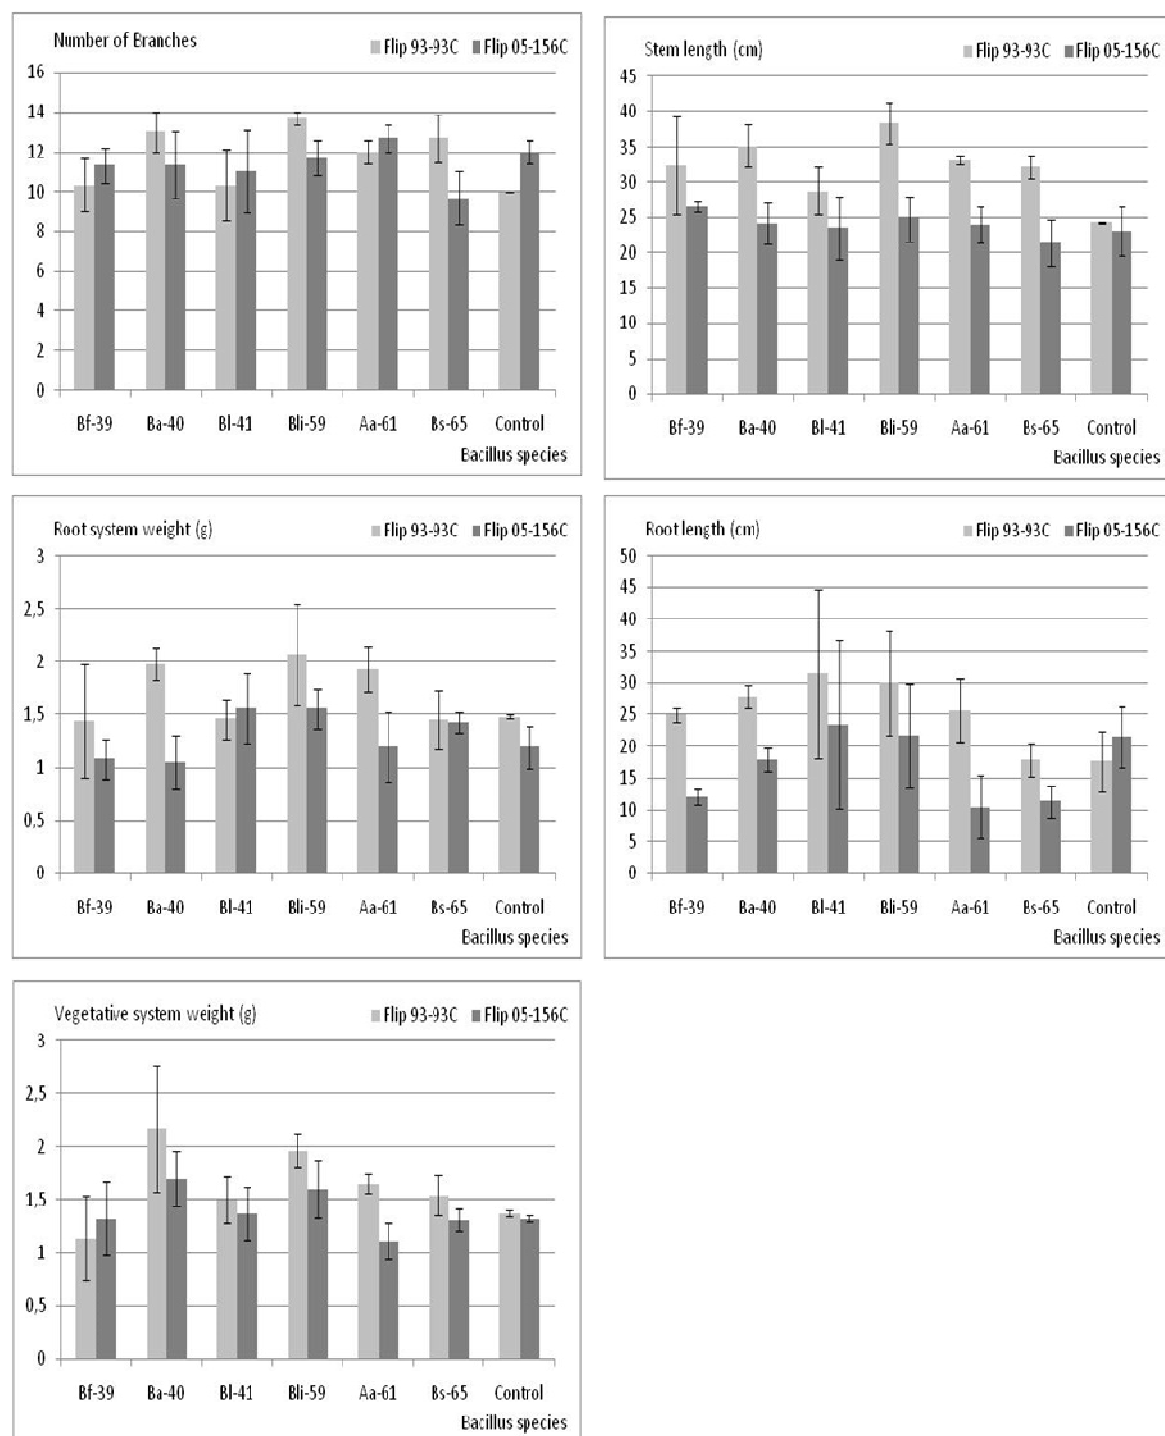 Number of Branches
Flip 93-93C Flip 05-156C
16
14
12
10
8
6
4
2
0
Bf-39 Ba-40 Bl-41 Bli-59 Aa-61 Bs-65 Control
Bacillus species
Stem length (cm)
Flip 93-93C Flip 05-156C
45
40
35
30
25
20
15
10
5
0
Bf-39 Ba-40 Bl-41 Bli-59 Aa-61 Bs-65 Control
Bacillus species
Root system weight (g)
Flip 93-93C Flip 05-156C
3
2,5
2
1,5
1
0,5
0
Bf-39 Ba-40 Bl-41 Bli-59 Aa-61 Bs-65 Control
Bacillus species
Root length (cm)
Flip 93-93C Flip 05-156C
50
45
40
35
30
25
20
15
10
5
0
Bf-39 Ba-40 Bl-41 Bli-59 Aa-61 Bs-65 Control
Bacillus species
Vegetative system weight (g)
Flip 93-93C Flip 05-156C
3
2,5
2
1,5
1
0,5
0
Bf-39 Ba-40 Bl-41 Bli-59 Aa-61 Bs-65 Control
Bacillus species